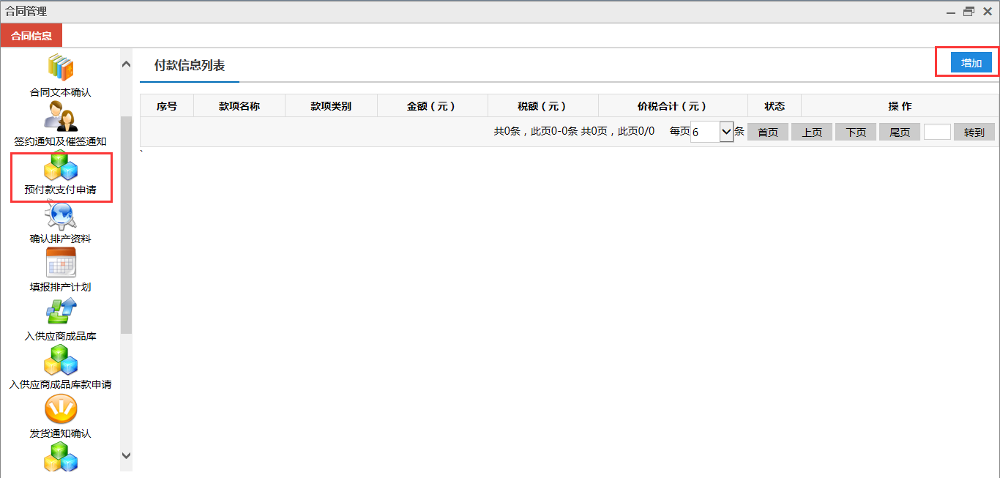 合同管理
合同信息
合同文本确认
签约通知及催签通知
预付款支付申请
确认排产资料
填报排产计划
入供应商成品库
入供应商成品库款申请
发货通知确认
付款信息列表
增加
序号 款项名称 款项类别 金额（元） 税额（元） 价税合计（元） 状态 操 作
共0条，此页0-0条 共0页，此页0/0 每页 6 条 首页 上页 下页 尾页 转到